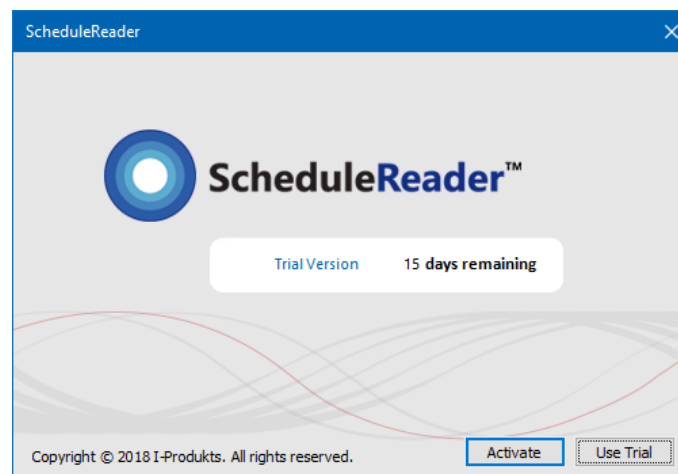 ScheduleReader
ScheduleReader™
Trial Version 15 days remaining
Copyright © 2018 I-Produkts. All rights reserved.
Activate
Use Trial